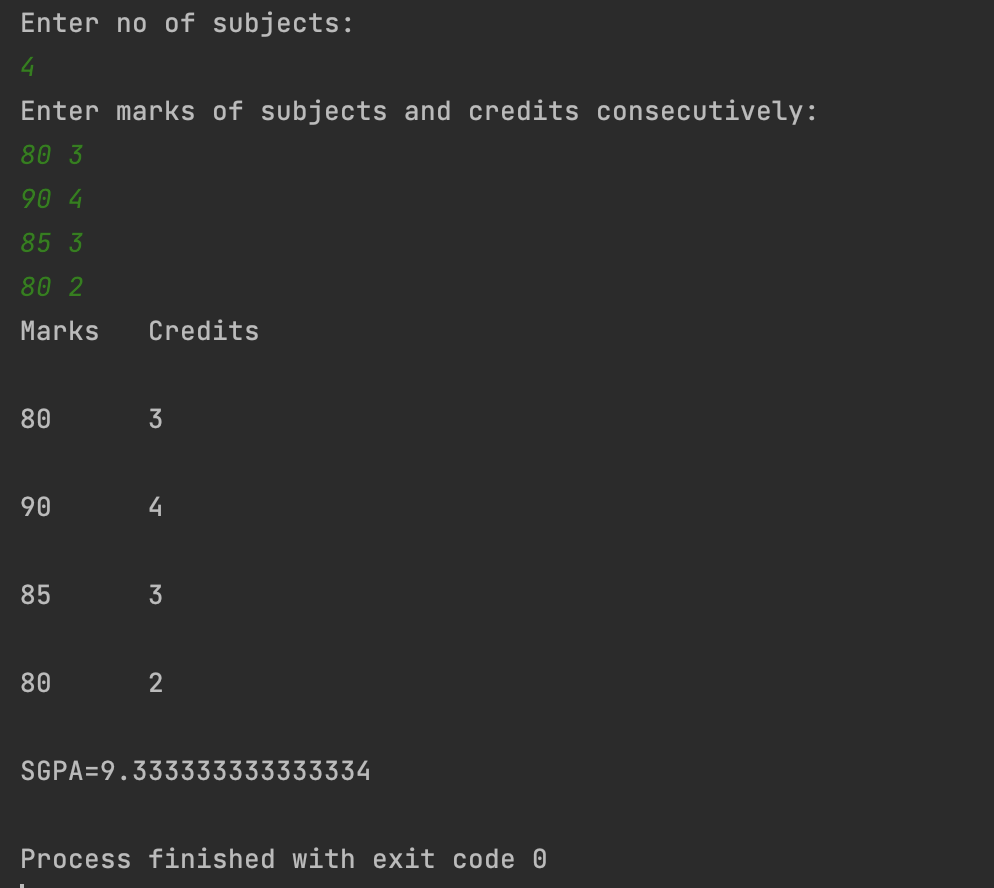 Enter no of subjects:
4
Enter marks of subjects and credits consecutively:
80 3
90 4
85 3
80 2
Marks   Credits
80      3
90      4
85      3
80      2
SGPA=9.333333333333334
Process finished with exit code 0